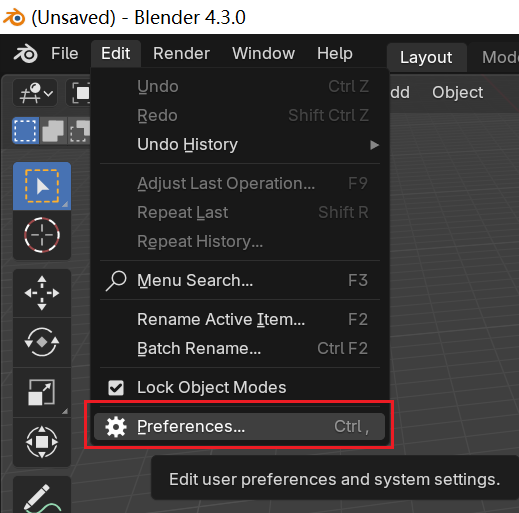 (Unsaved) - Blender 4.3.0
File Edit Render Window Help Layout Mode
Undo Ctrl Z
dd Object
Redo Shift Ctrl Z
Undo History
Adjust Last Operation... F9
Repeat Last Shift R
Repeat History...
Menu Search... F3
Rename Active Item... F2
Batch Rename... Ctrl F2
Lock Object Modes
Preferences... Ctrl ,
Edit user preferences and system settings.